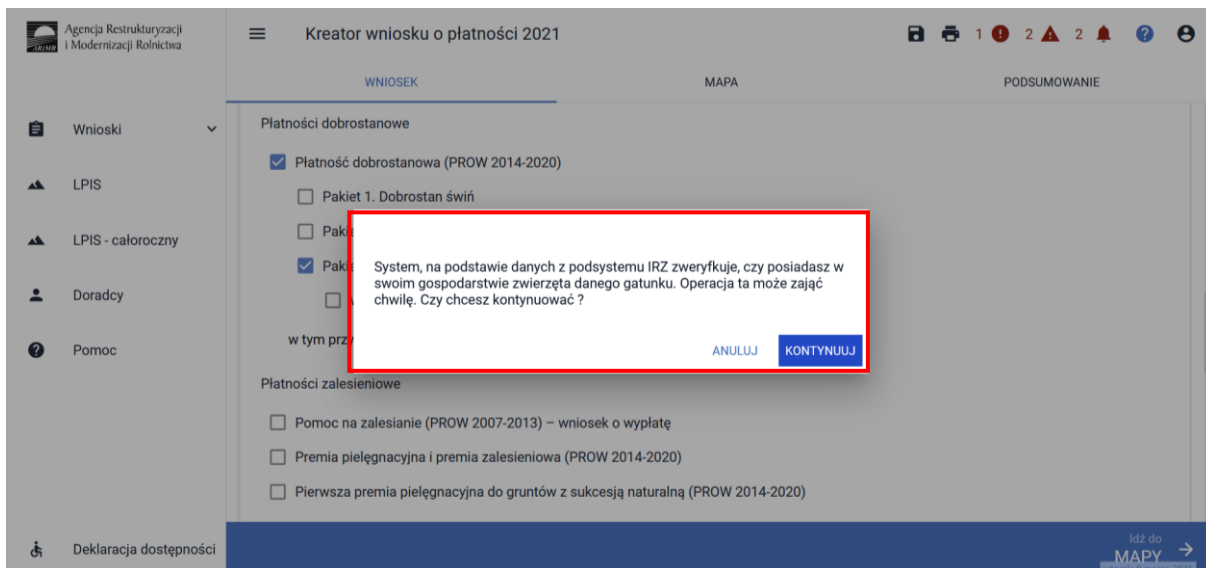 Agencja Restrukturyzacji
i Modernizacji Rolnictwa
ARiMR
Kreator wniosku o płatności 2021
1 2 2
WNIOSEK
MAPA
PODSUMOWANIE
Wnioski
LPIS
LPIS - całoroczny
Doradcy
Pomoc
Deklaracja dostępności
Płatności dobrostanowe
Płatność dobrostanowa (PROW 2014-2020)
Pakiet 1. Dobrostan świń
System, na podstawie danych z podsystemu IRZ zweryfkuje, czy posiadasz w
swoim gospodarstwie zwierzęta danego gatunku. Operacja ta może zająć
chwilę. Czy chcesz kontynuować ?
ANULUJ
KONTYNUUJ
w tym
Płatności zalesieniowe
Pomoc na zalesianie (PROW 2007-2013) – wniosek o wypłatę
Premia pielęgnacyjna i premia zalesieniowa (PROW 2014-2020)
Pierwsza premia pielęgnacyjna do gruntów z sukcesją naturalną (PROW 2014-2020)
Idź do
MAPY